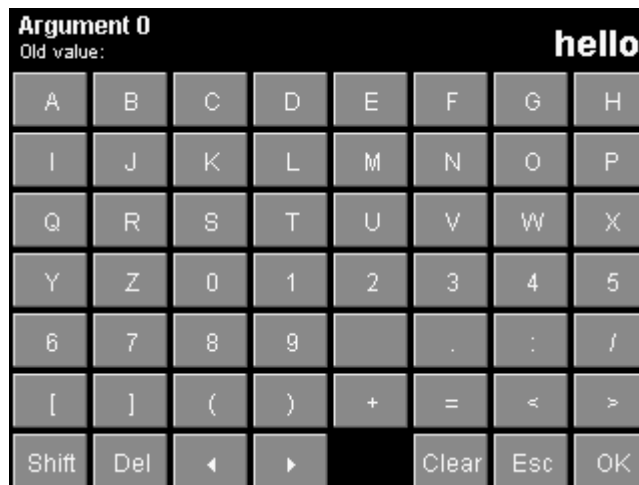 Argument 0
Old value:
hello
A B C D E F G H
I J K L M N O P
Q R S T U V W X
Y Z 0 1 2 3 4 5
6 7 8 9 . : /
[ ] ( ) + = < >
Shift Del ◂ ▸ Clear Esc OK